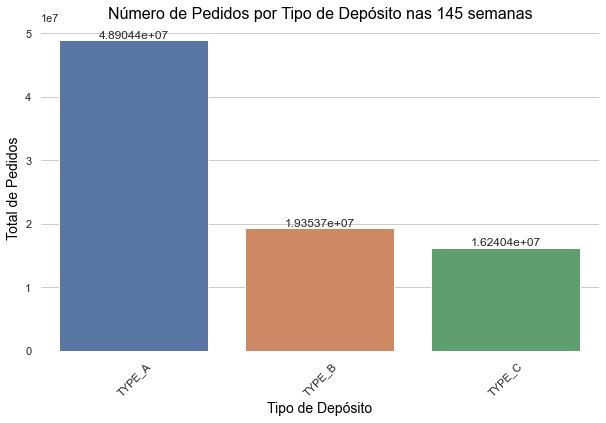 Número de Pedidos por Tipo de Depósito nas 145 semanas
1e7
5
4
3
2
1
0
Total de Pedidos
4.89044e+07
1.93537e+07
1.62404e+07
TYPE_A
TYPE_B
TYPE_C
Tipo de Depósito